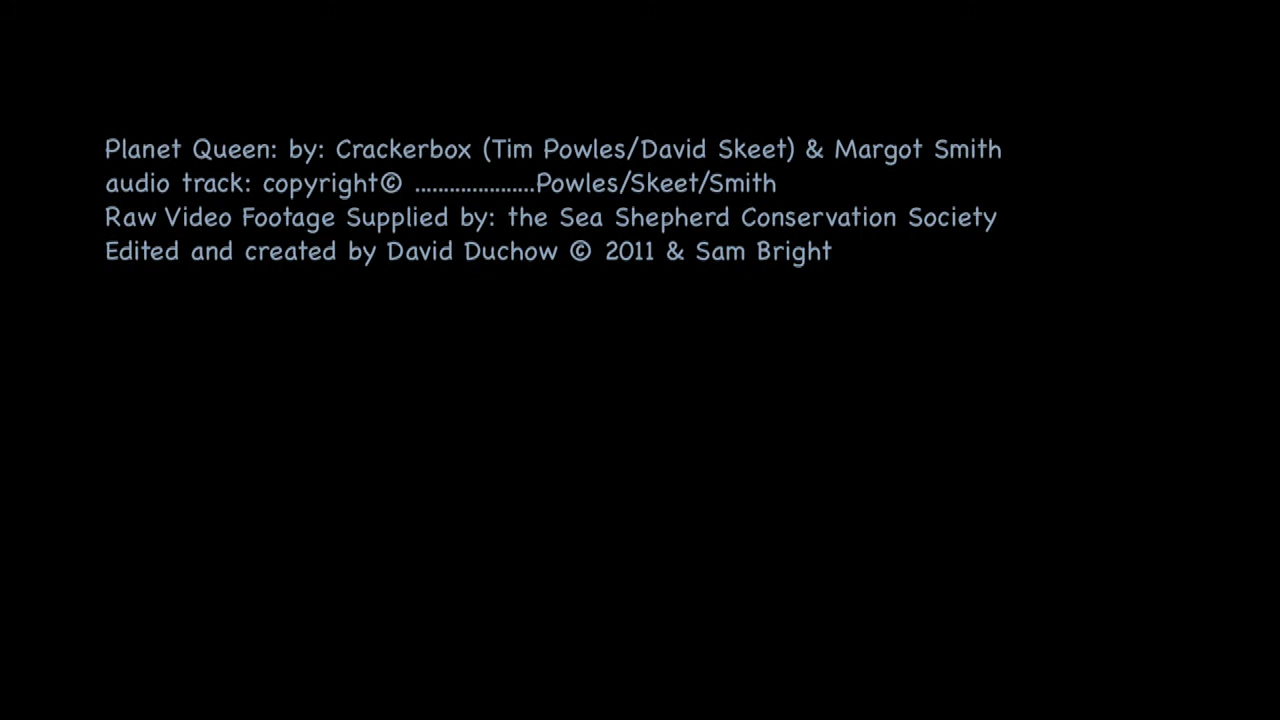 Planet Queen: by: Crackerbox (Tim Powles/David Skeet) & Margot Smith
audio track: copyright© .....................Powles/Skeet/Smith
Raw Video Footage Supplied by: the Sea Shepherd Conservation Society
Edited and created by David Duchow © 2011 & Sam Bright